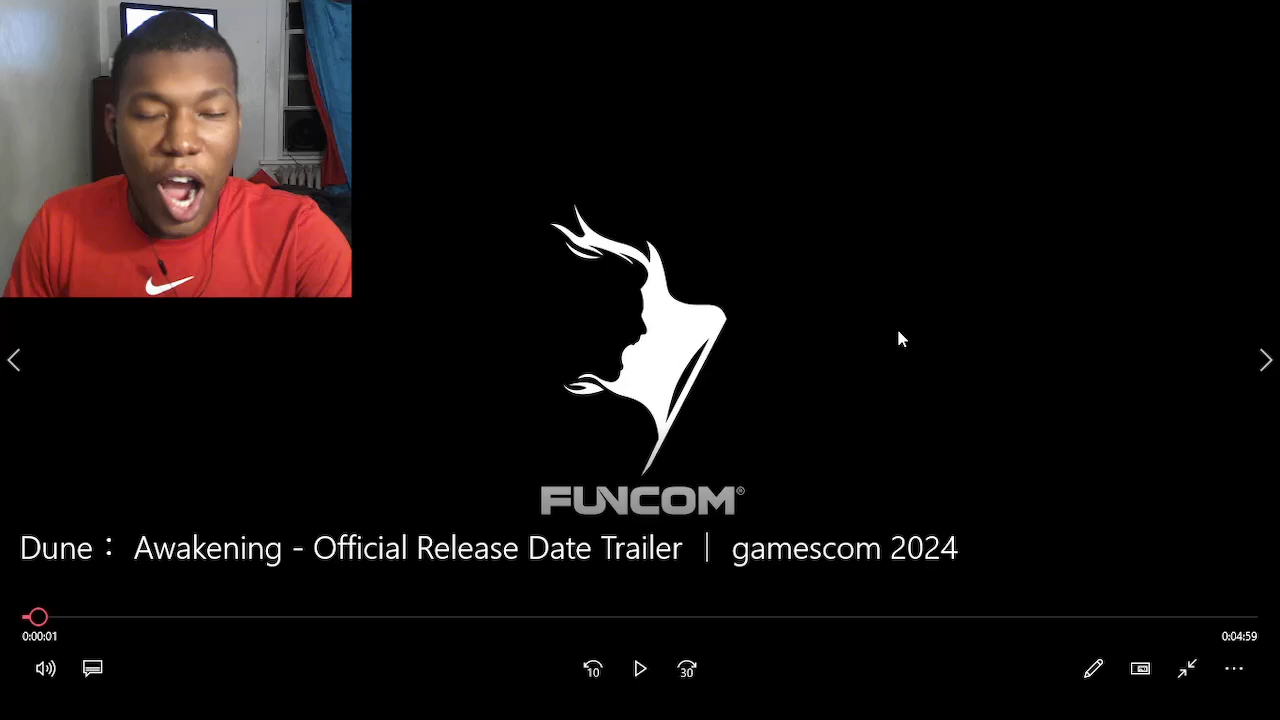 FUNCOM®
Dune： Awakening - Official Release Date Trailer ｜ gamescom 2024
0:00:01
0:04:59
10
30